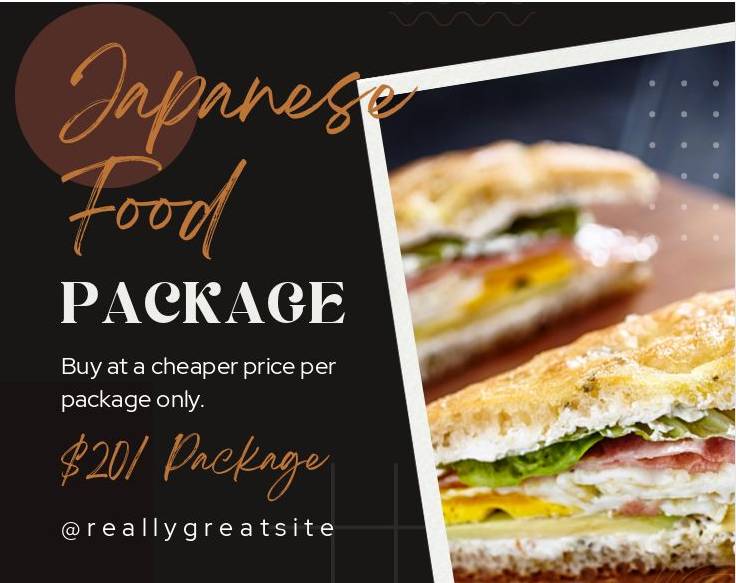 Japanese
Food
PACKAGE
Buy at a cheaper price per
package only.
$20/ Package
@reallygreatsite